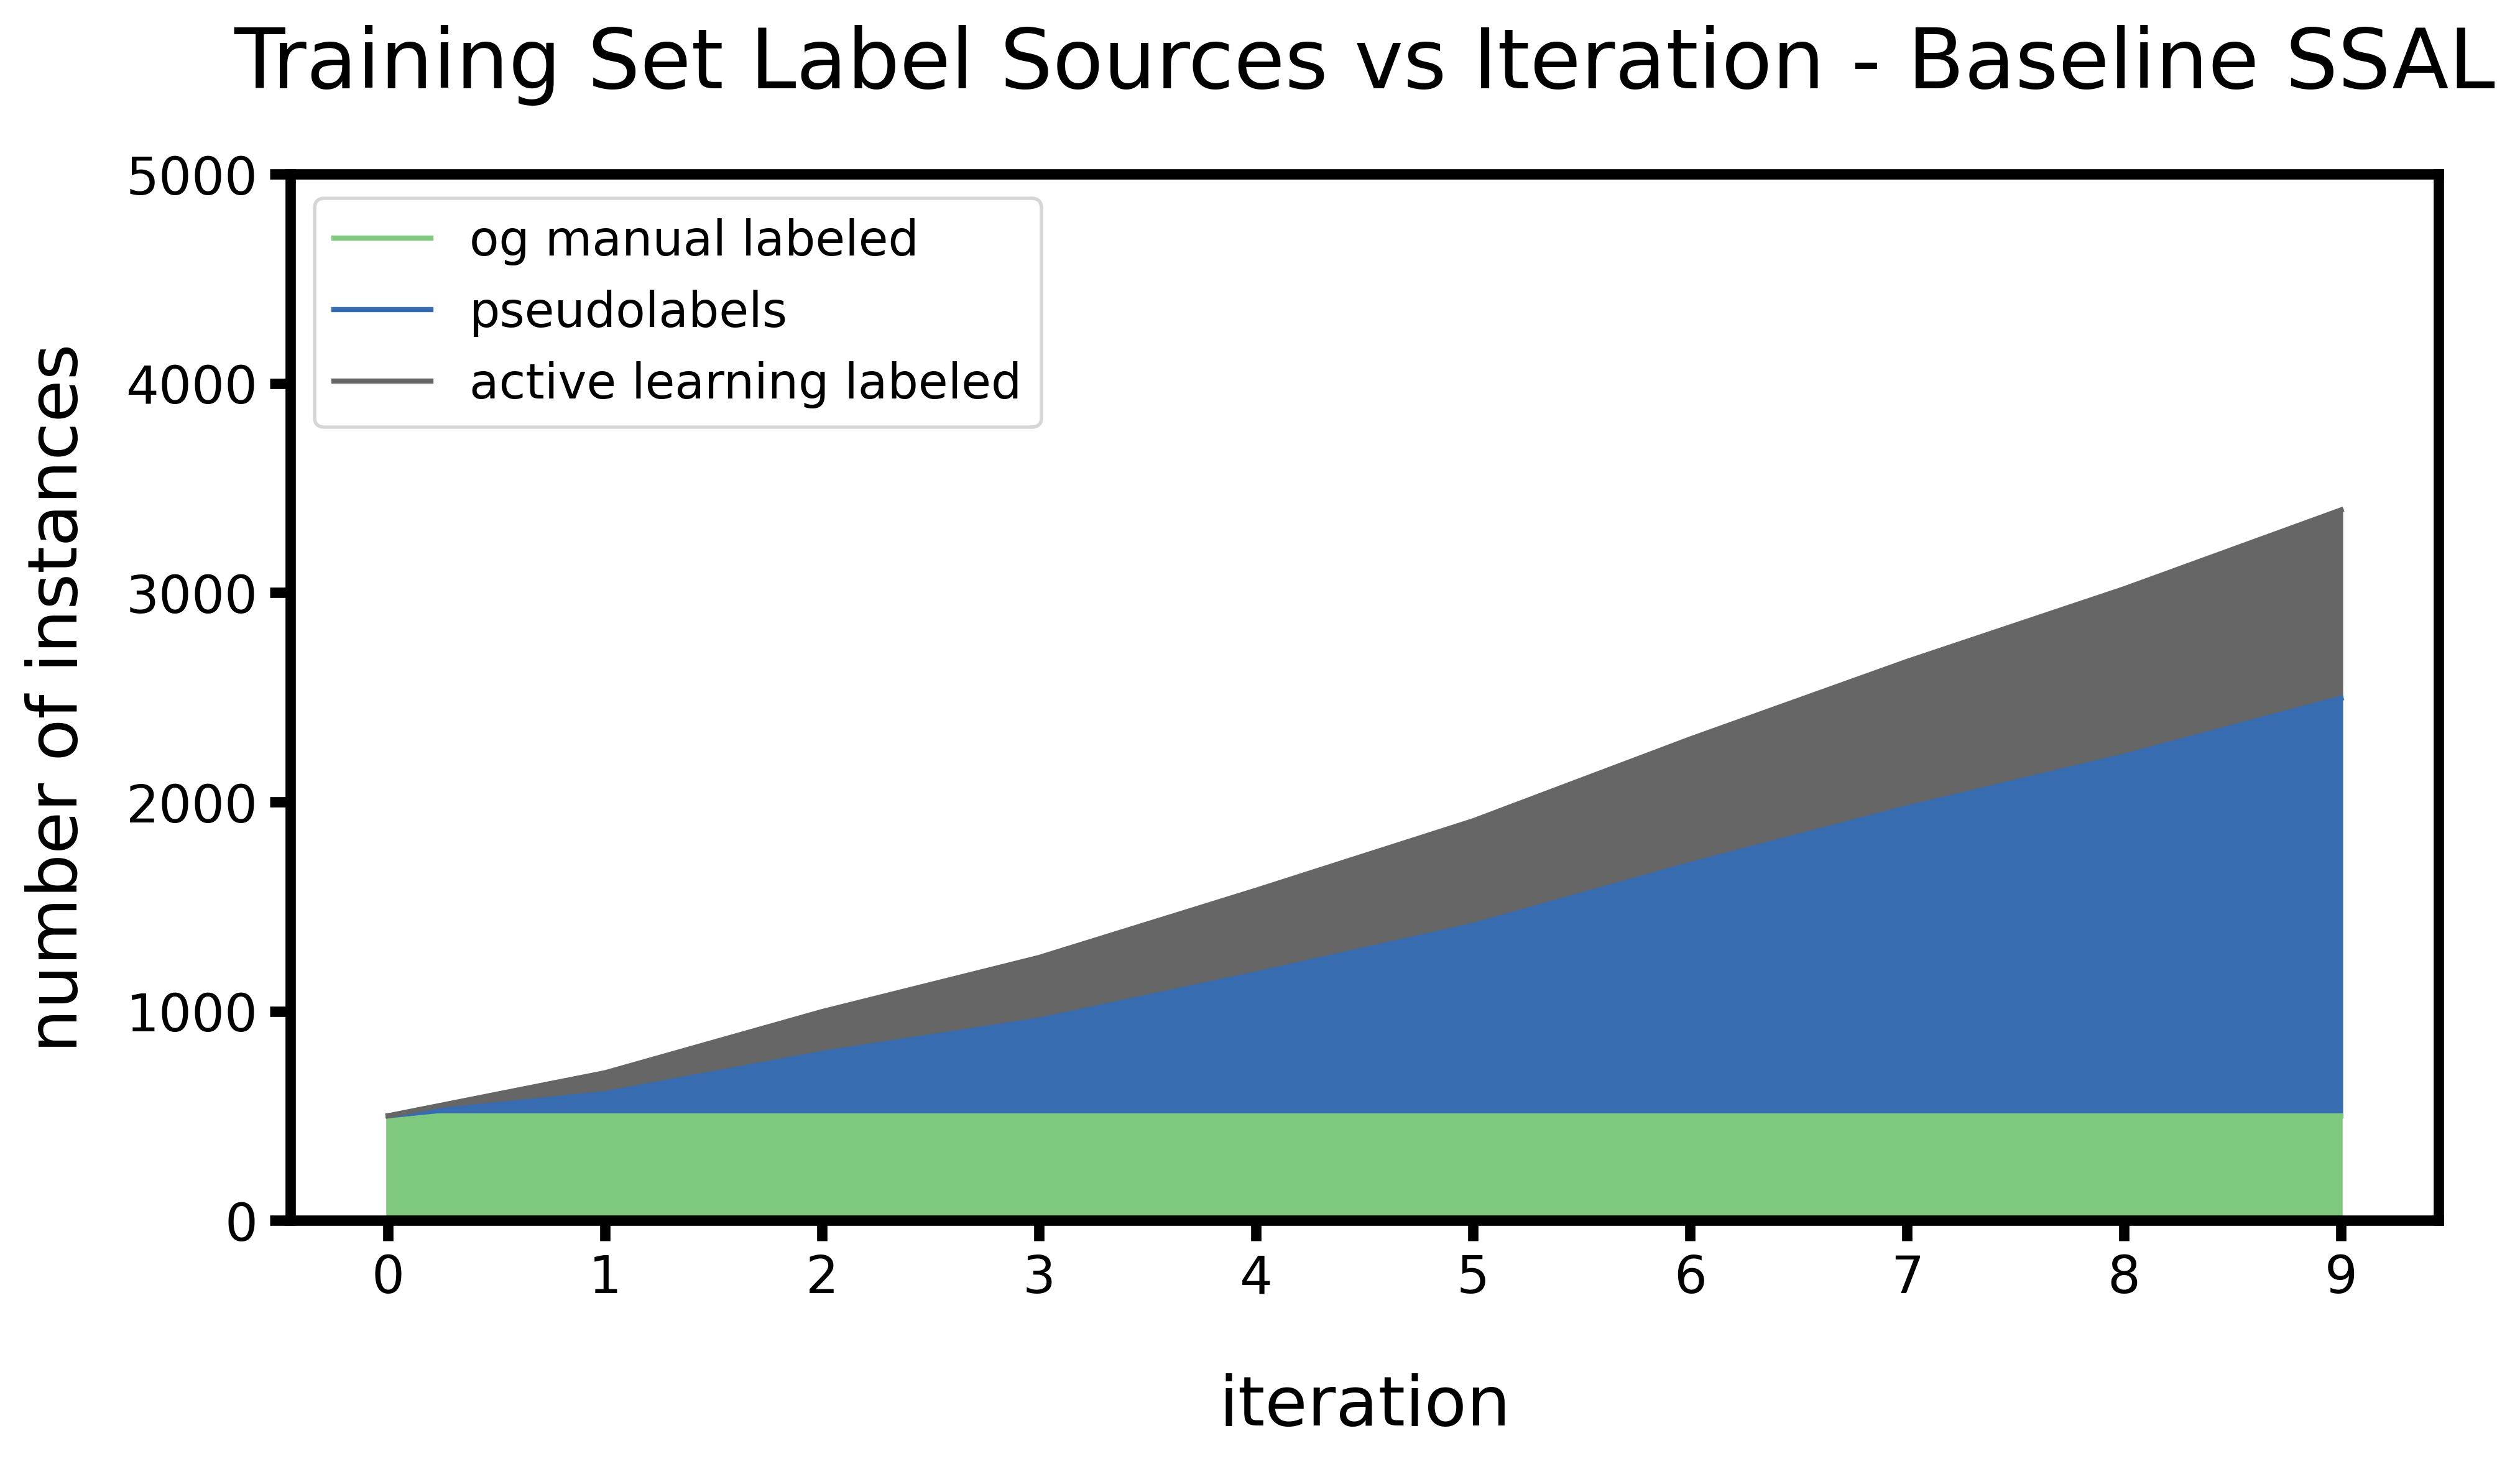 Training Set Label Sources vs Iteration - Baseline SSAL
5000
4000
3000
2000
1000
0
number of instances
og manual labeled
pseudolabels
active learning labeled
0 1 2 3 4 5 6 7 8 9
iteration